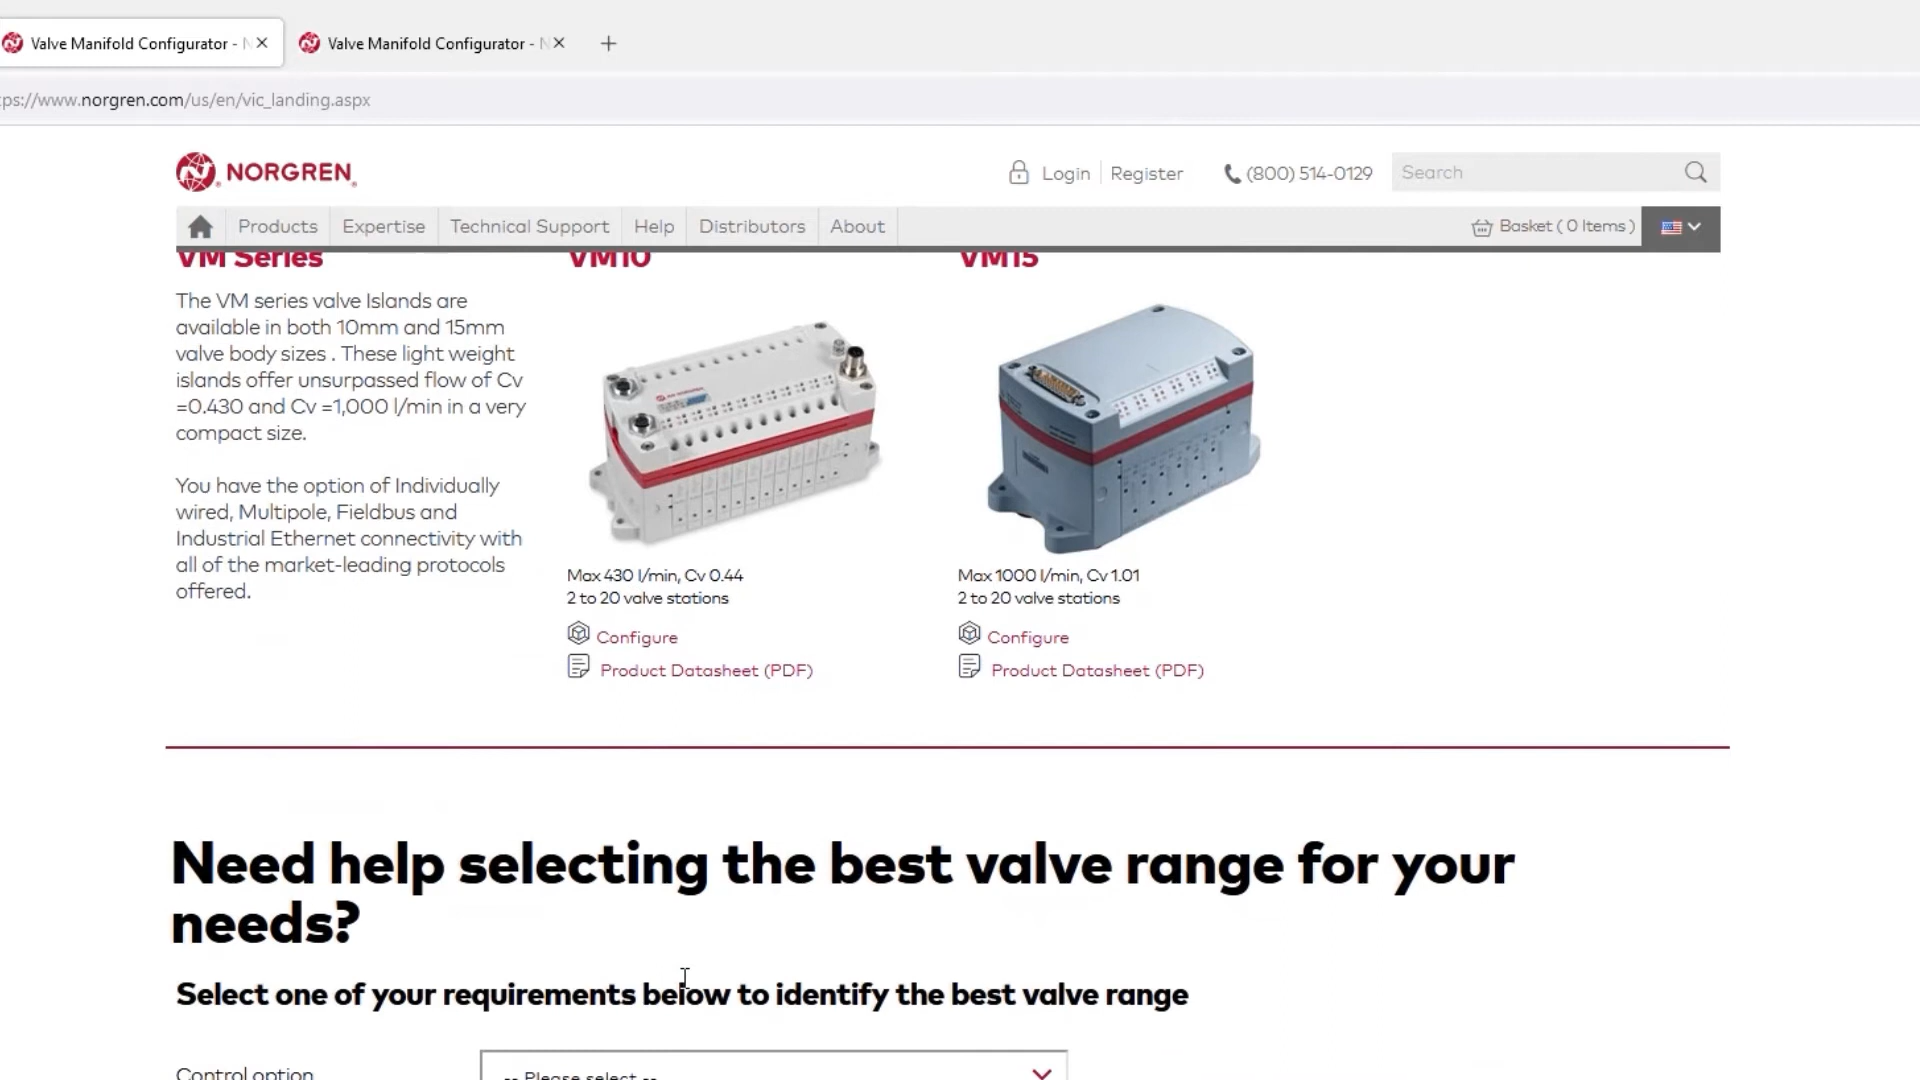 Valve Manifold Configurator - N
Valve Manifold Configurator - N
ps://www.norgren.com/us/en/vic_landing.aspx
NORGREN
Login
Register
(800) 514-0129
Search
Products
Expertise
Technical Support
Help
Distributors
About
Basket ( 0 Items )
VM Series
VM10
VM15
The VM series valve Islands are
available in both 10mm and 15mm
valve body sizes . These light weight
islands offer unsurpassed flow of Cv
=0.430 and Cv =1,000 l/min in a very
compact size.
You have the option of Individually
wired, Multipole, Fieldbus and
Industrial Ethernet connectivity with
all of the market-leading protocols
offered.
Max 430 l/min, Cv 0.44
2 to 20 valve stations
Configure
Product Datasheet (PDF)
Max 1000 l/min, Cv 1.01
2 to 20 valve stations
Configure
Product Datasheet (PDF)
Need help selecting the best valve range for your
needs?
Select one of your requirements below to identify the best valve range
Control option
-- Please select --